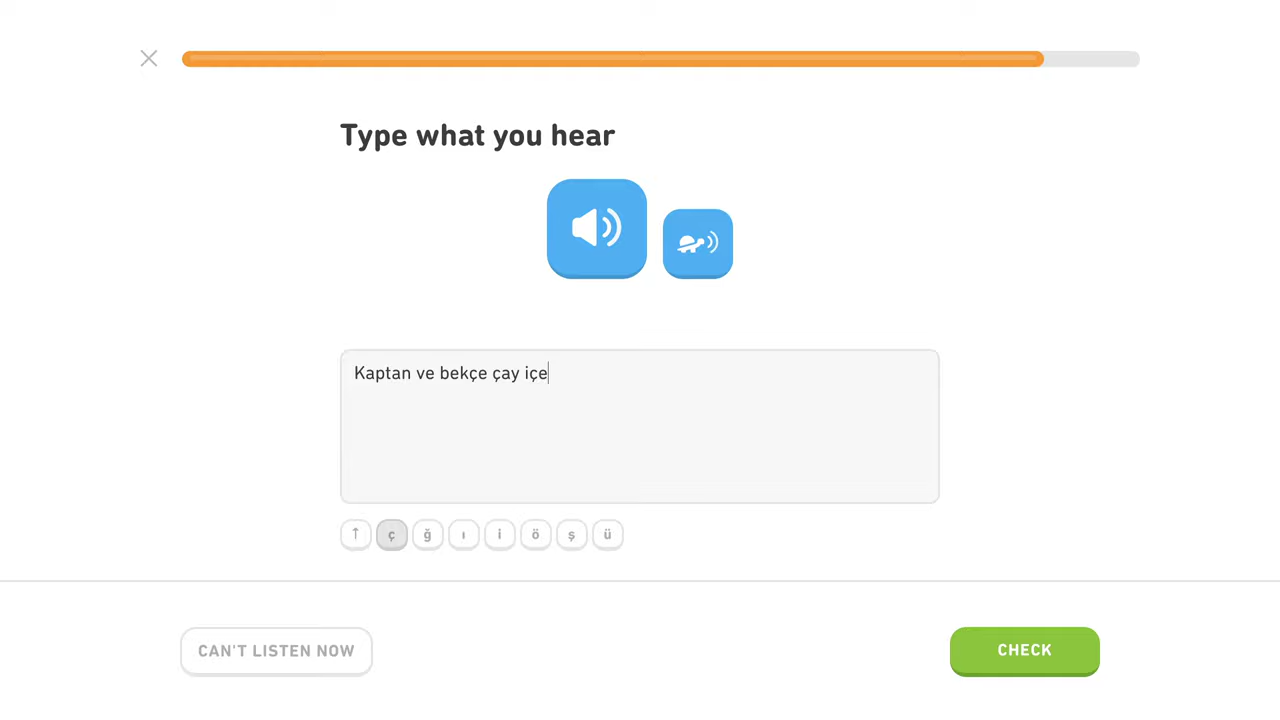 Type what you hear
Kaptan ve bekçe çay içe
↑ ç ğ ı i ö ş ü
CAN'T LISTEN NOW
CHECK